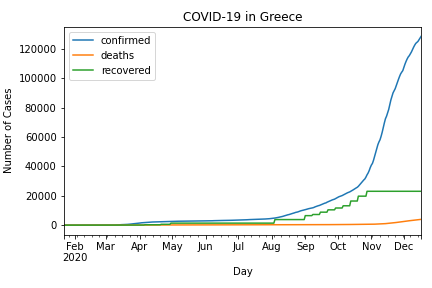 COVID-19 in Greece
confirmed
deaths
recovered
Number of Cases
120000
100000
80000
60000
40000
20000
0
Feb Mar Apr May Jun Jul Aug Sep Oct Nov Dec
2020
Day